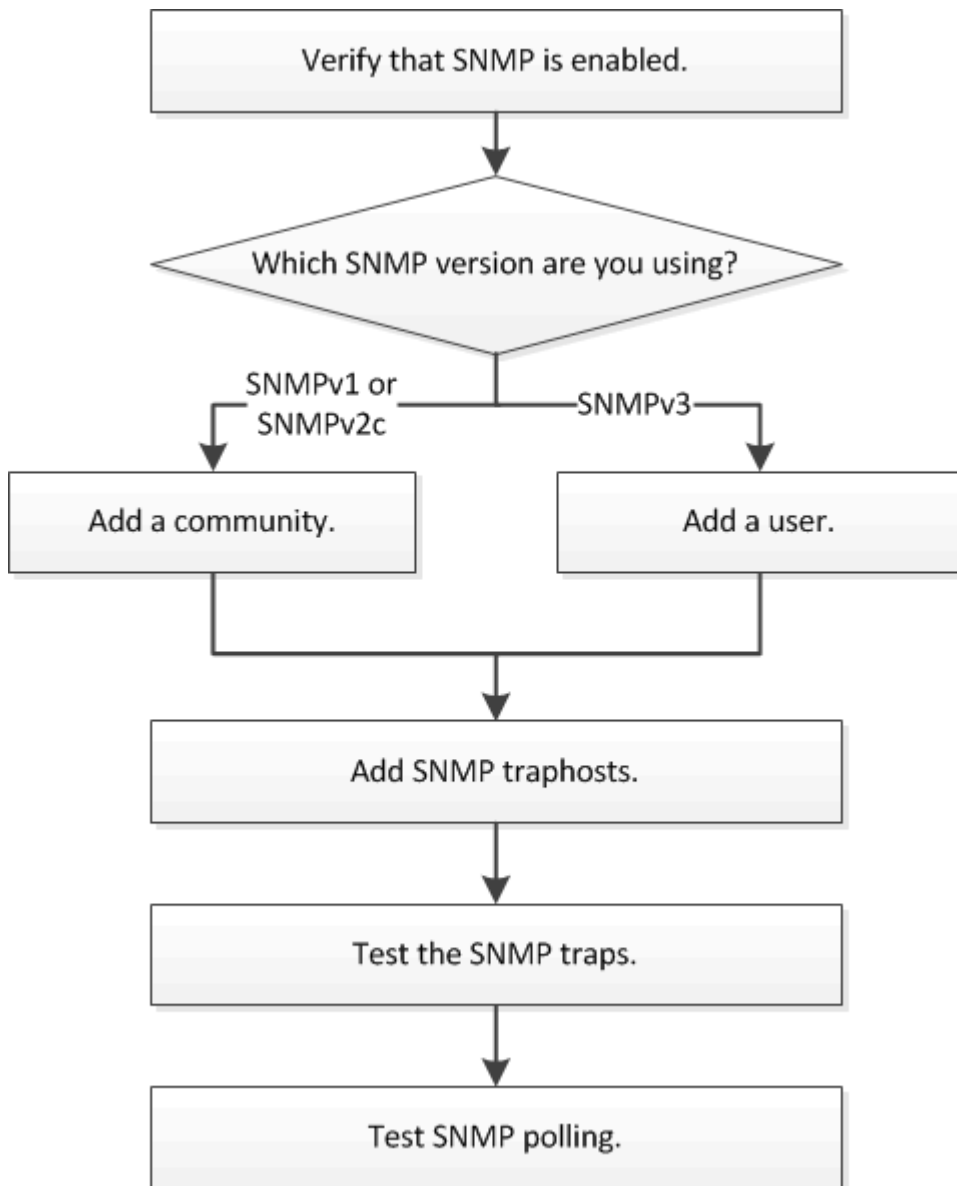 Verify that SNMP is enabled.
Which SNMP version are you using?
SNMPv1 or
SNMPv2c
SNMPv3
Add a community.
Add a user.
Add SNMP traphosts.
Test the SNMP traps.
Test SNMP polling.